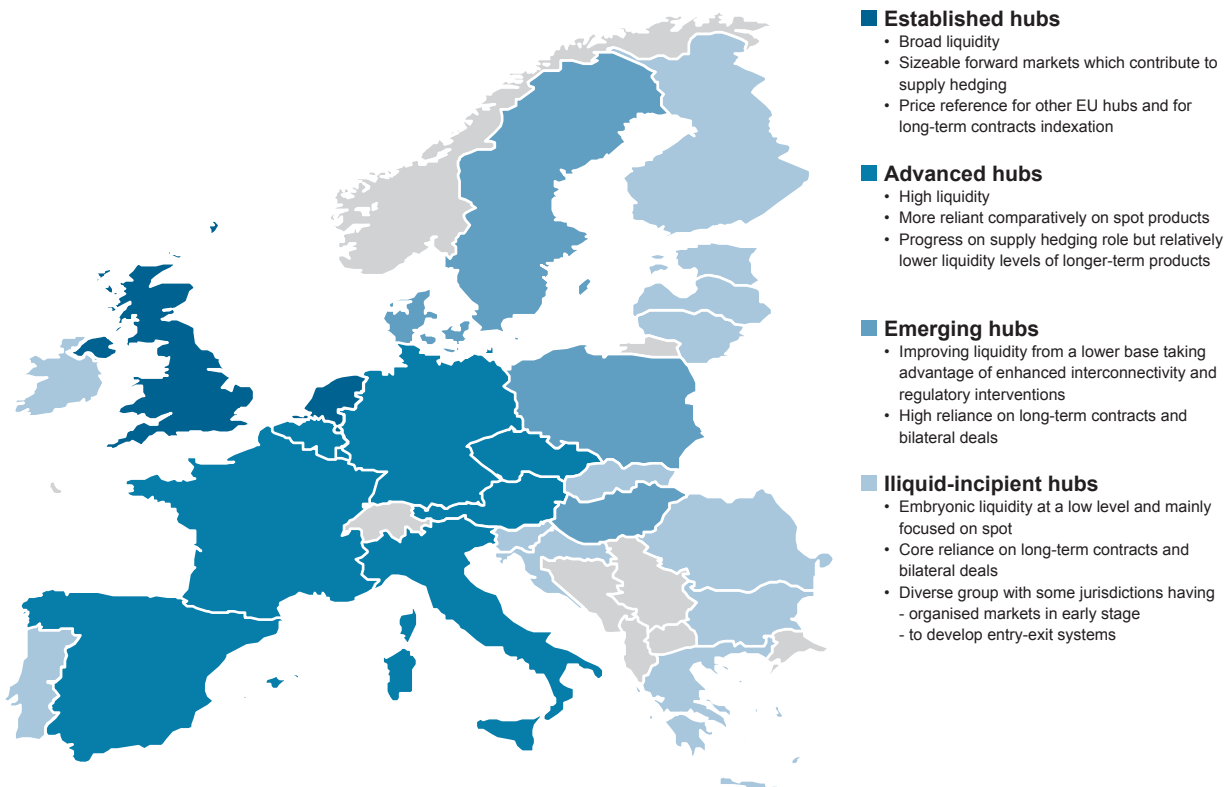 Established hubs
• Broad liquidity
• Sizeable forward markets which contribute to
supply hedging
• Price reference for other EU hubs and for
long-term contracts indexation
Advanced hubs
• High liquidity
• More reliant comparatively on spot products
• Progress on supply hedging role but relatively
lower liquidity levels of longer-term products
Emerging hubs
• Improving liquidity from a lower base taking
advantage of enhanced interconnectivity and
regulatory interventions
• High reliance on long-term contracts and
bilateral deals
Iliquid-incipient hubs
• Embryonic liquidity at a low level and mainly
focused on spot
• Core reliance on long-term contracts and
bilateral deals
• Diverse group with some jurisdictions having
- organised markets in early stage
- to develop entry-exit systems